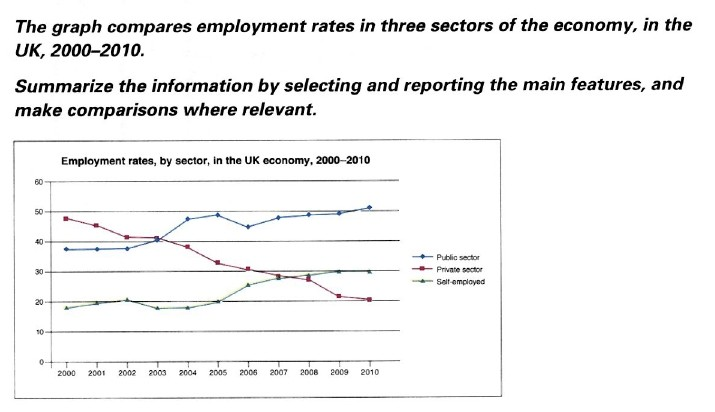 The graph compares employment rates in three sectors of the economy, in the
UK, 2000–2010.
Summarize the information by selecting and reporting the main features, and
make comparisons where relevant.
Employment rates, by sector, in the UK economy, 2000–2010
60
50
40
30
20
10
0
2000 2001 2002 2003 2004 2005 2006 2007 2008 2009 2010
Public sector
Private sector
Self-employed